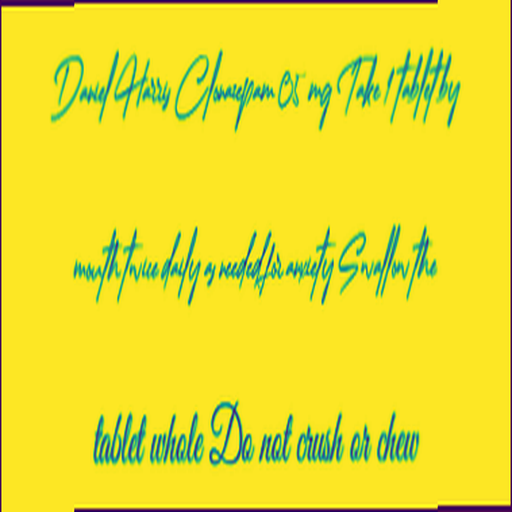 Daniel Harris Clonazepam 0.5 mg Take 1 tablet by
mouth twice daily as needed for anxiety Swallow the
tablet whole Do not crush or chew